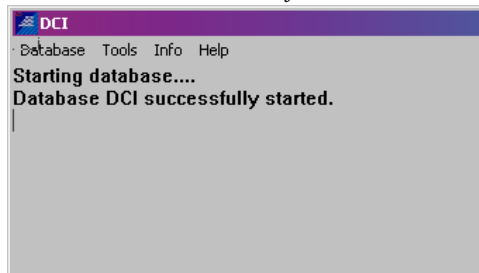 DCI
Database Tools Info Help
Starting database....
Database DCI successfully started.